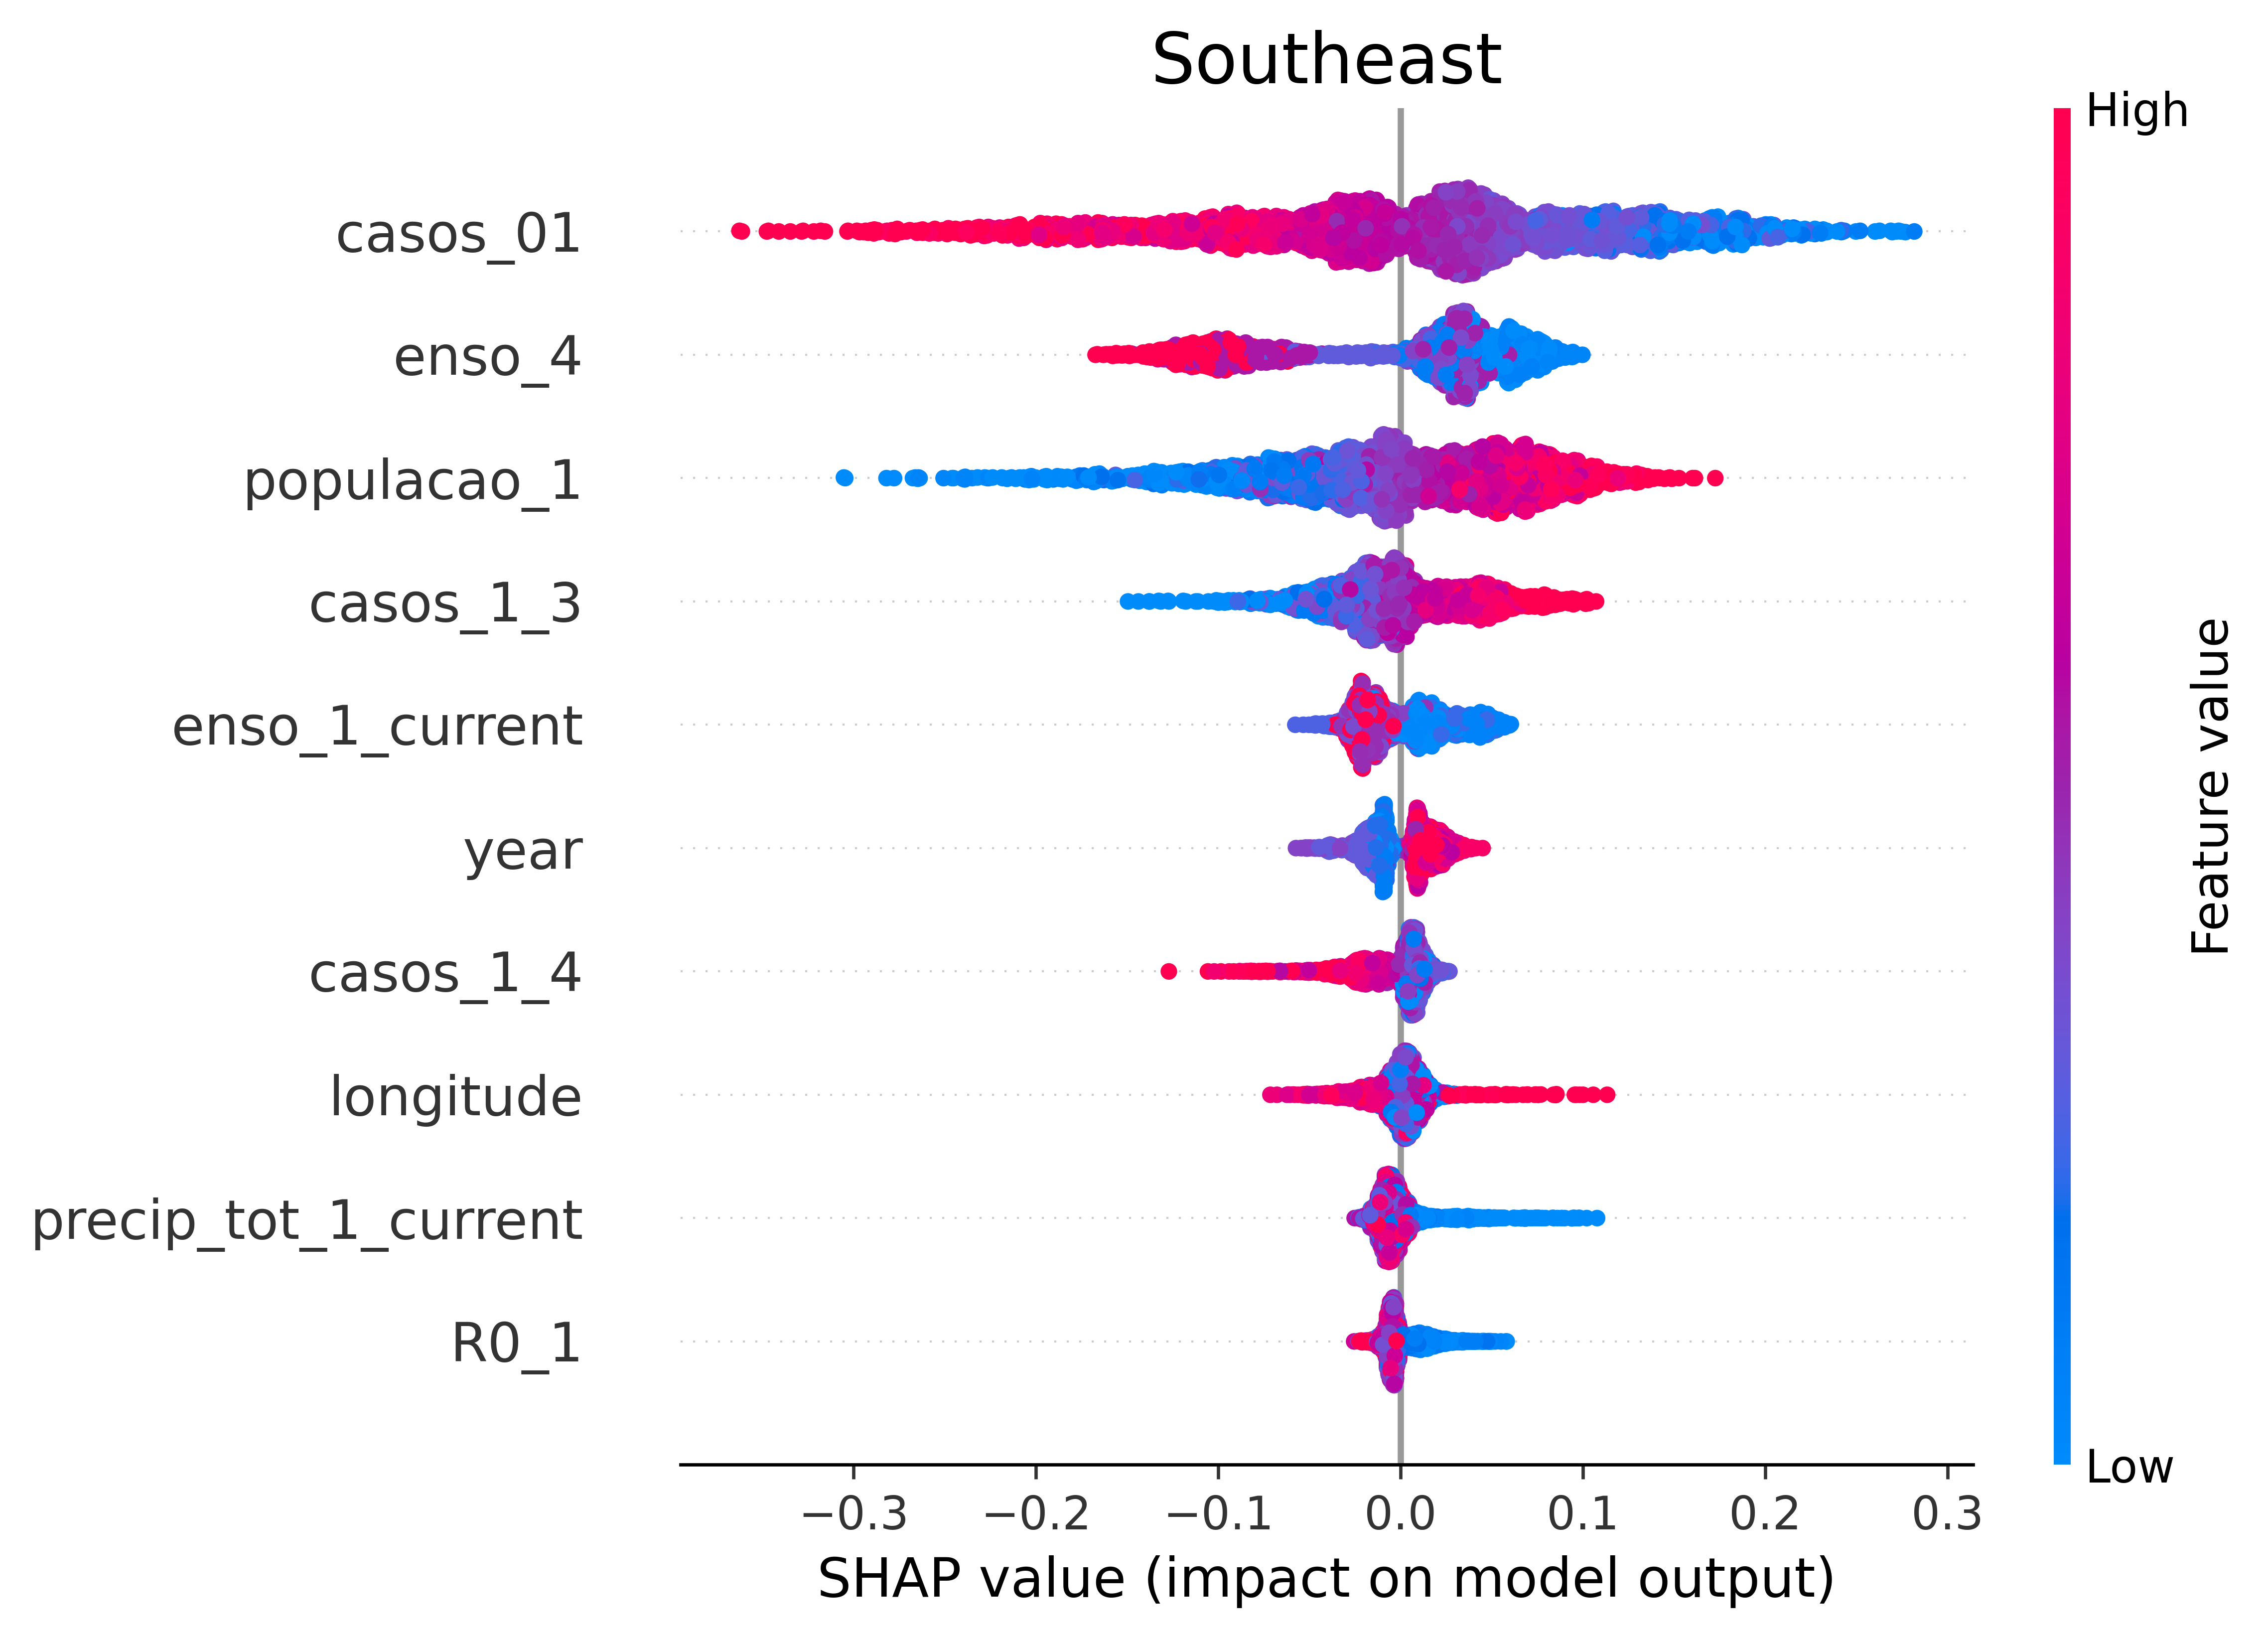 Southeast
High
casos_01
enso_4
populacao_1
casos_1_3
enso_1_current
year
casos_1_4
longitude
precip_tot_1_current
R0_1
Feature value
Low
−0.3 −0.2 −0.1 0.0 0.1 0.2 0.3
SHAP value (impact on model output)